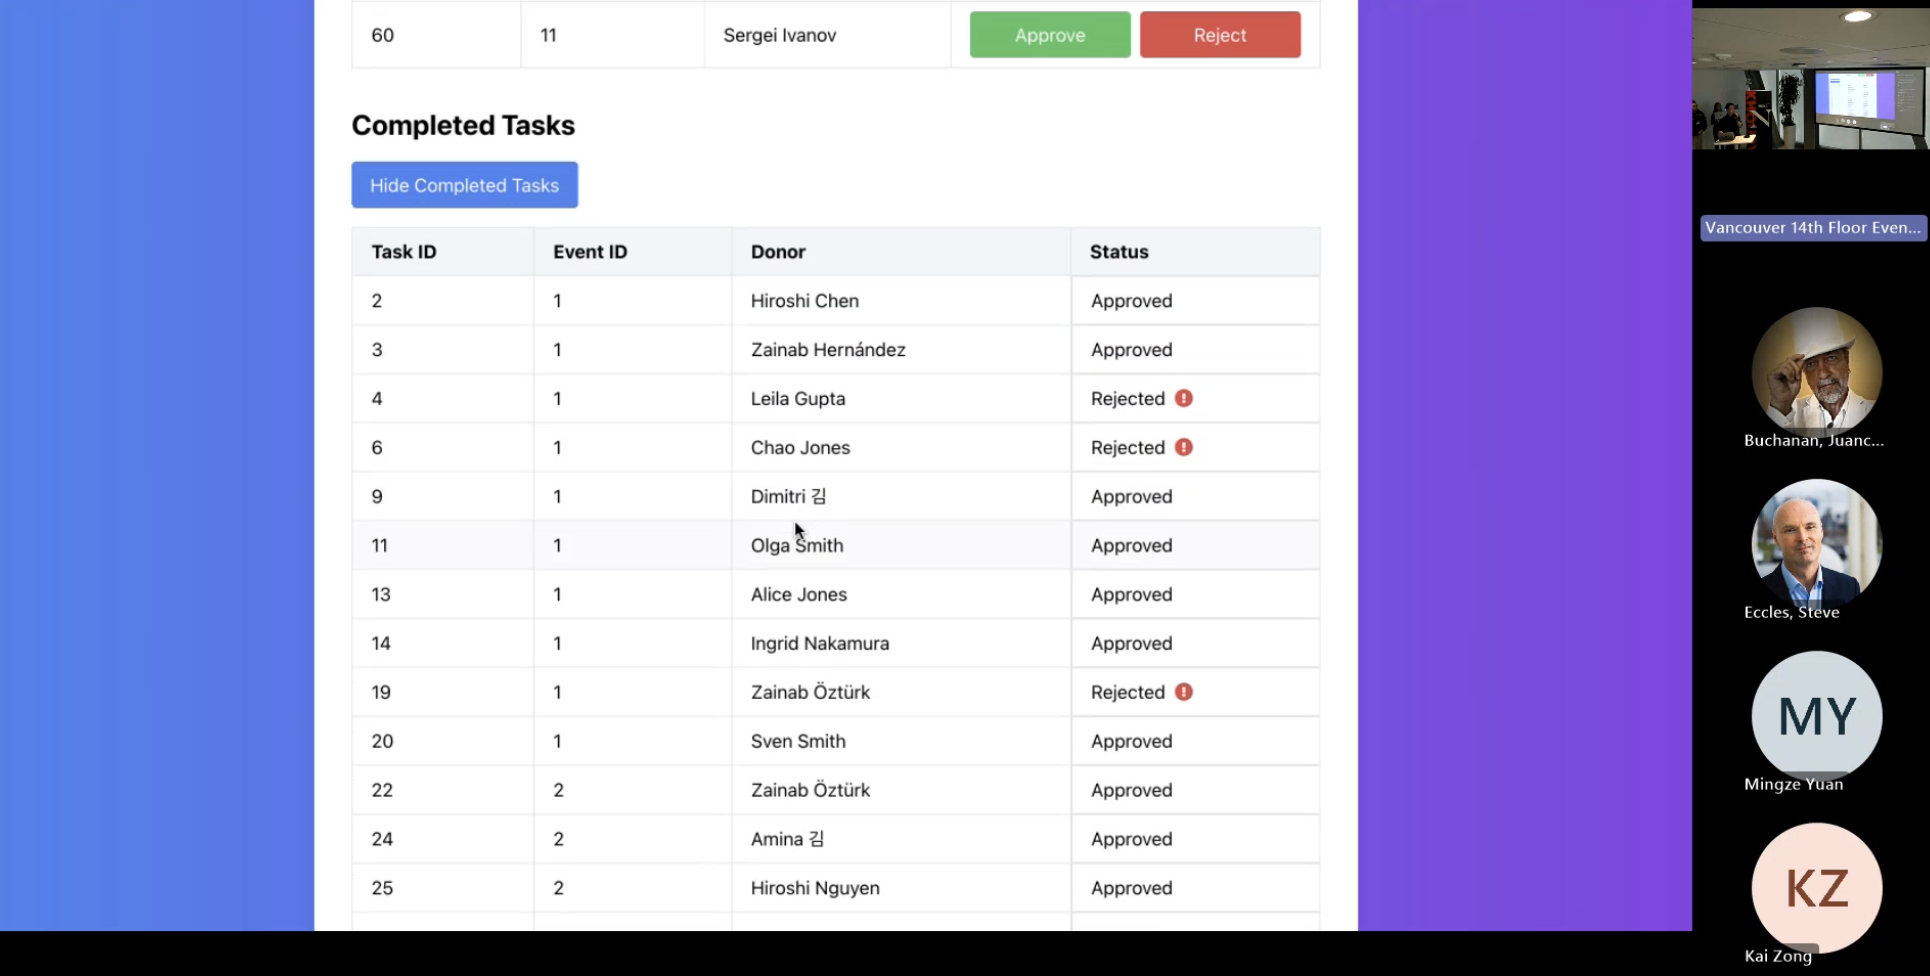 60 11 Sergei Ivanov Approve Reject
Completed Tasks
Hide Completed Tasks
Task ID Event ID Donor Status
2 1 Hiroshi Chen Approved
3 1 Zainab Hernández Approved
4 1 Leila Gupta Rejected
6 1 Chao Jones Rejected
9 1 Dimitri 김 Approved
11 1 Olga Smith Approved
13 1 Alice Jones Approved
14 1 Ingrid Nakamura Approved
19 1 Zainab Öztürk Rejected
20 1 Sven Smith Approved
22 2 Zainab Öztürk Approved
24 2 Amina 김 Approved
25 2 Hiroshi Nguyen Approved
Vancouver 14th Floor Even...
Buchanan, Juanc...
Eccles, Steve
MY
Mingze Yuan
KZ
Kai Zong